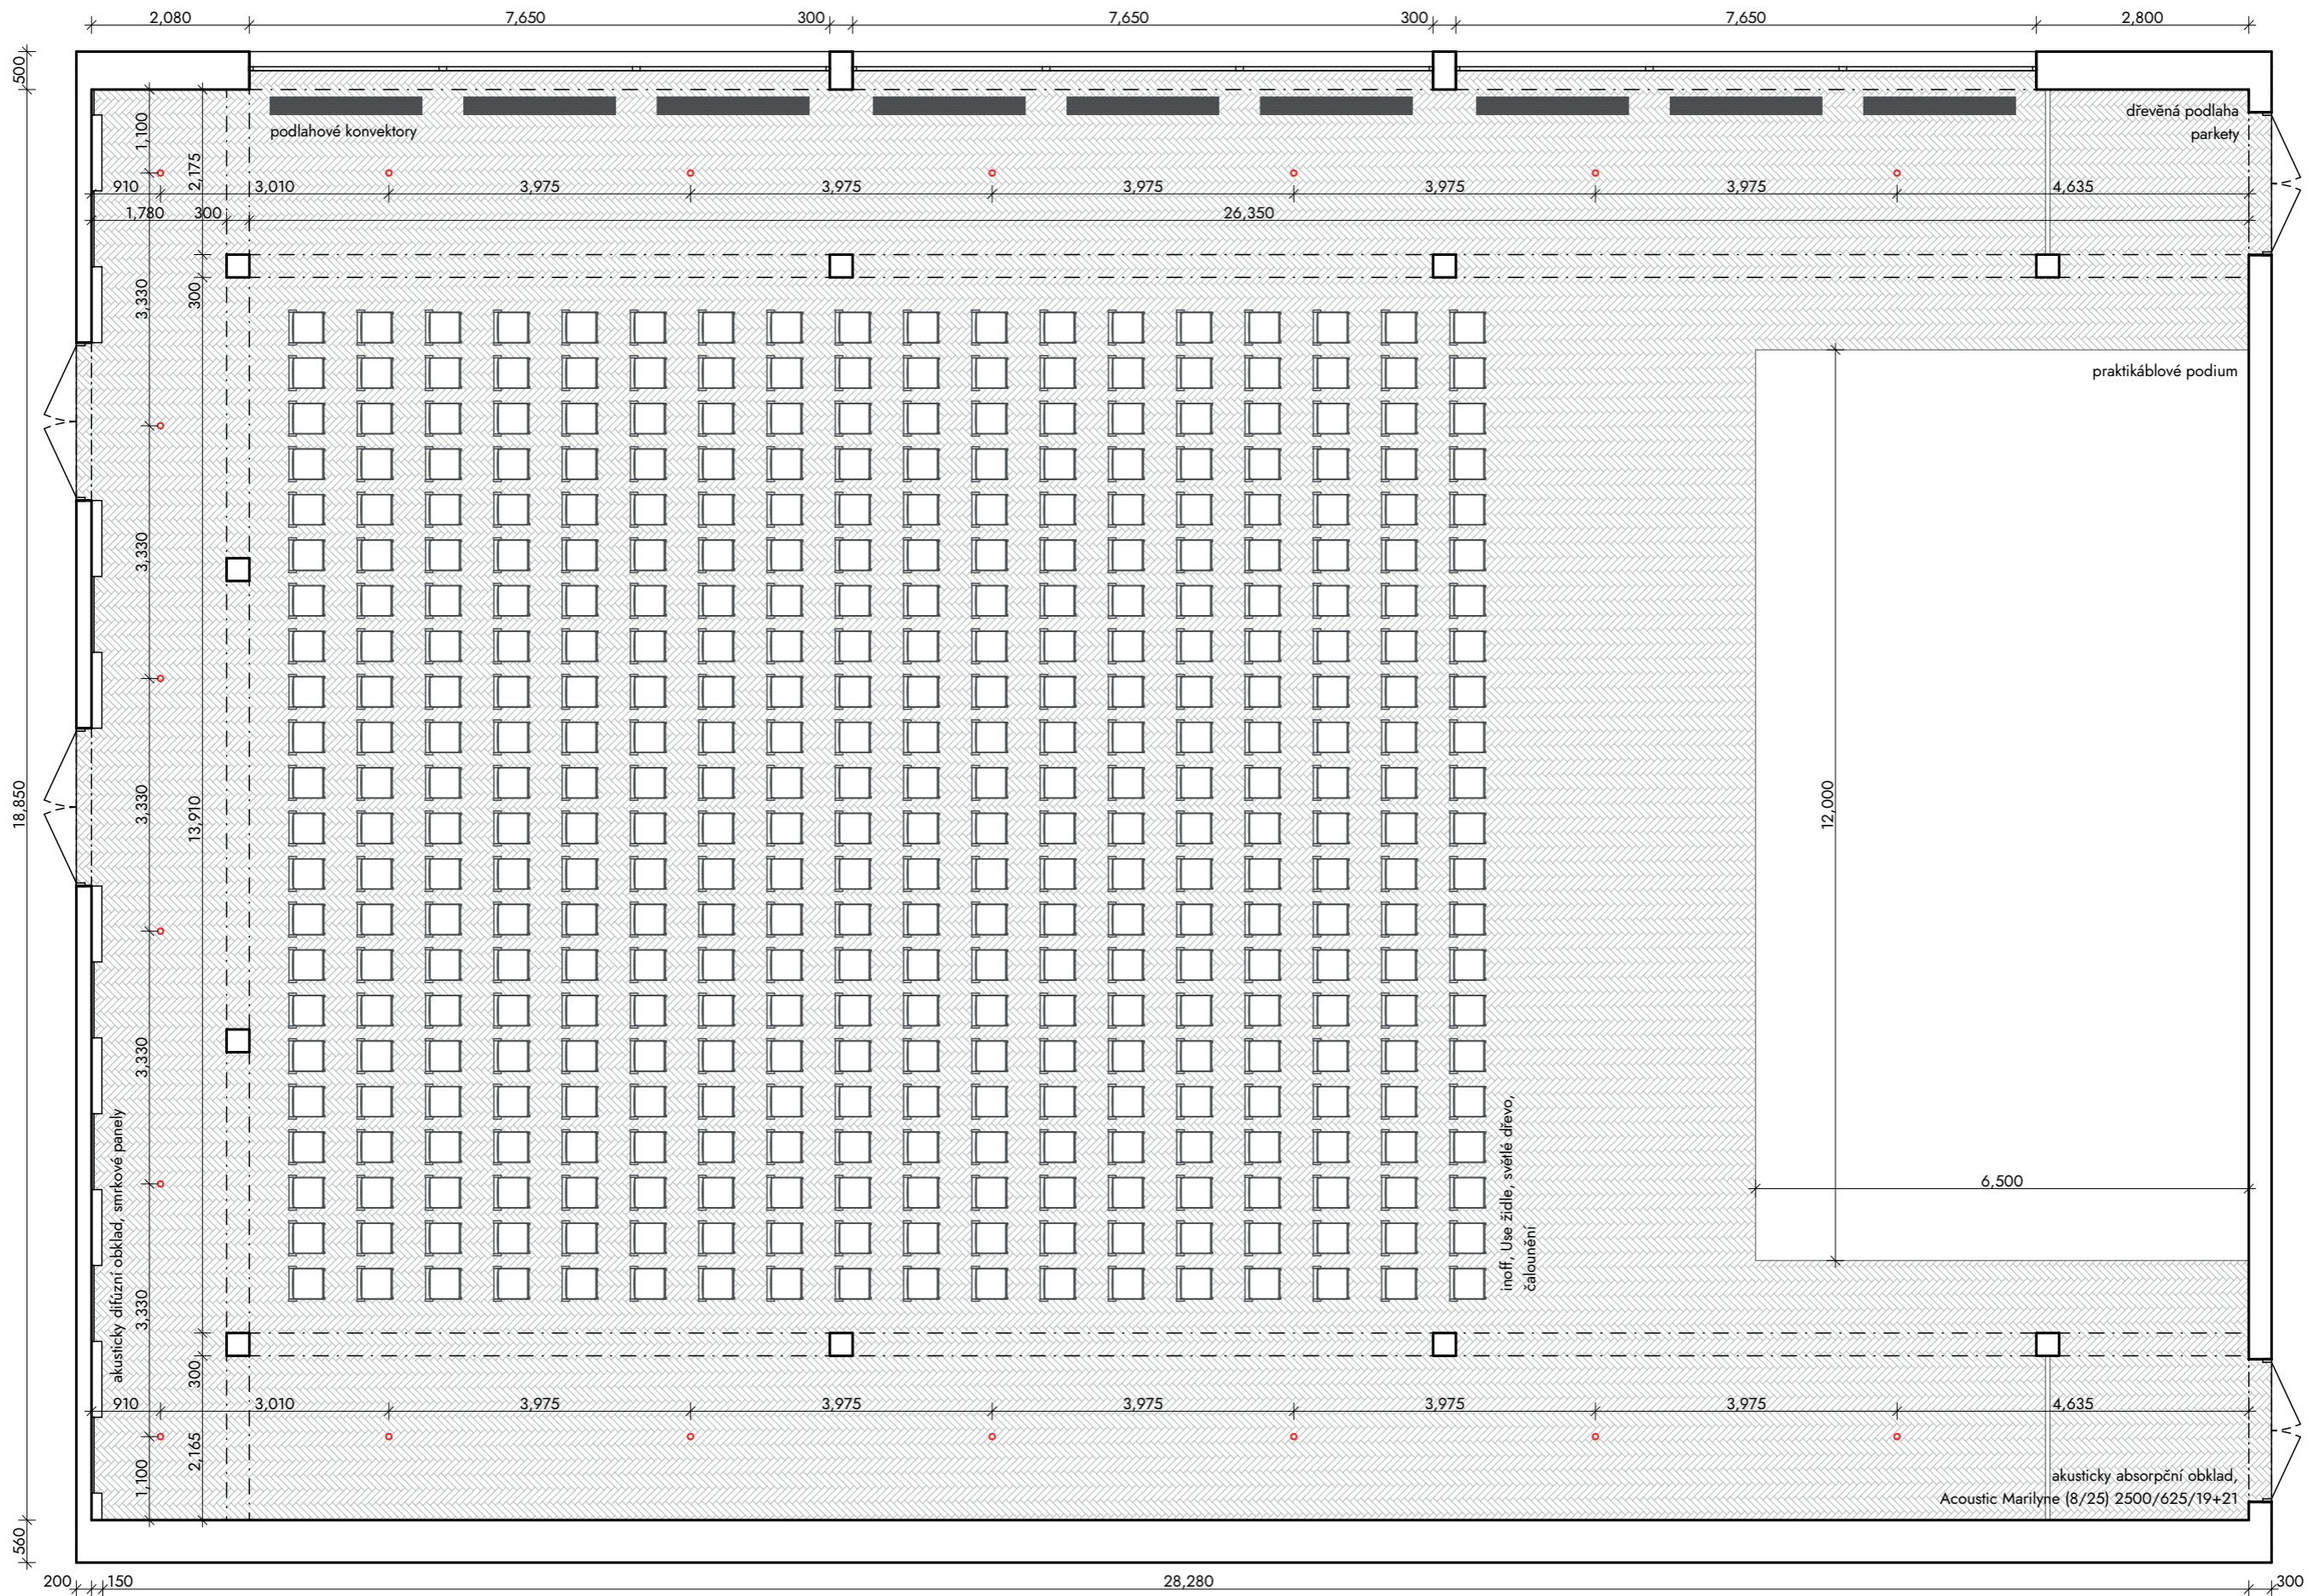 2,080 7,650 300 7,650 300 7,650 2,800
500
podlahové konvektory
dřevěná podlaha
parkety
1,100
2,175
910 3,010 3,975 3,975 3,975 3,975 3,975 4,635
1,780 300 26,350
3,330
300
praktikáblové podium
3,330
18,850
3,330
13,910
12,000
3,330
6,500
akusticky difúzní obklad, smrkové panely
inoff, Use židle, světlé dřevo,
čalounění
3,330
300
910 3,010 3,975 3,975 3,975 3,975 3,975 4,635
2,165
1,100
akusticky absorpční obklad,
Acoustic Marilyne (8/25) 2500/625/19+21
560
200 150 28,280 300